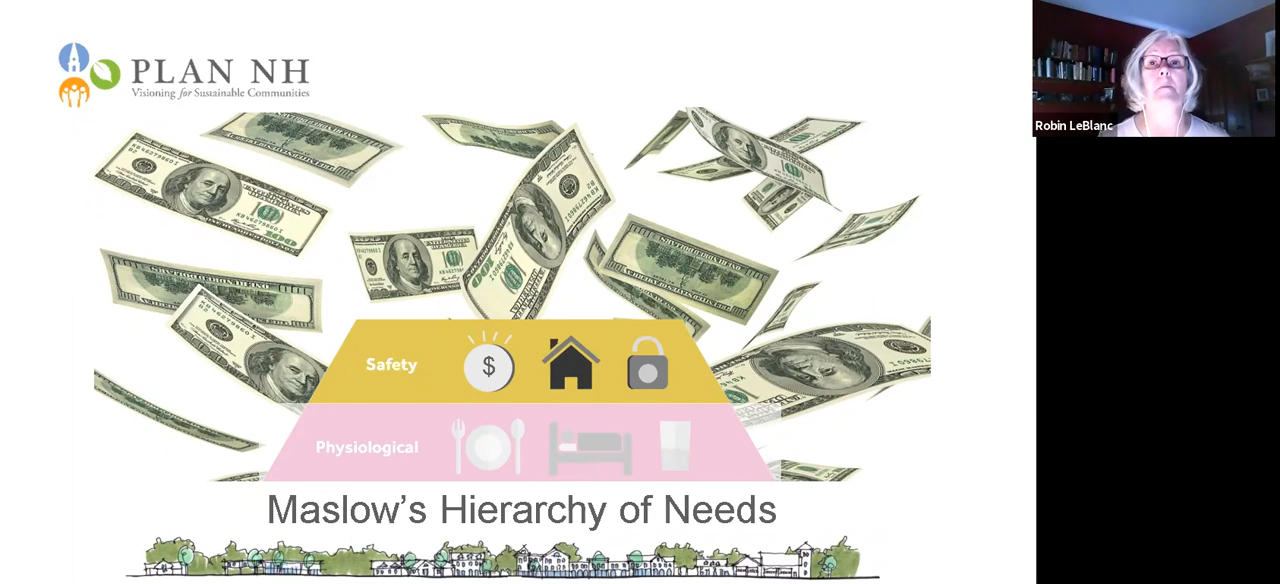 PLAN NH
Visioning for Sustainable Communities
Robin LeBlanc
Safety
$
Physiological
Maslow's Hierarchy of Needs